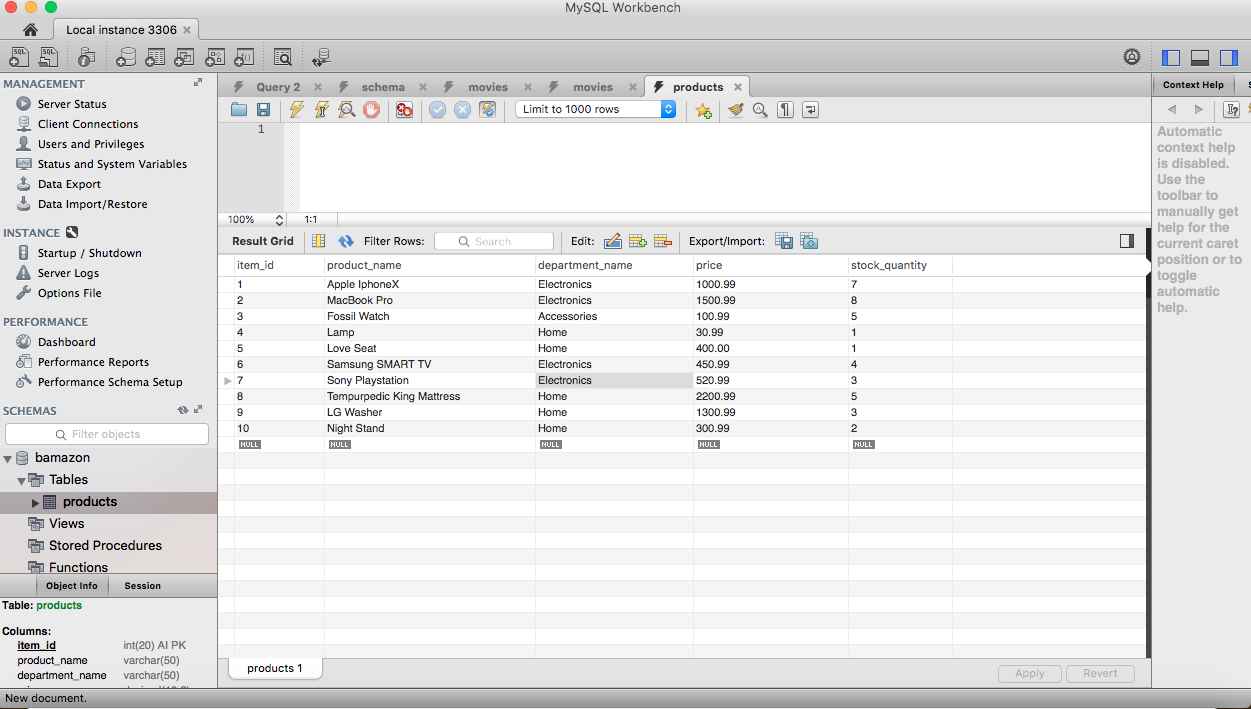 MySQL Workbench
Local instance 3306
MANAGEMENT
Server Status
Client Connections
Users and Privileges
Status and System Variables
Data Export
Data Import/Restore
INSTANCE
Startup / Shutdown
Server Logs
Options File
PERFORMANCE
Dashboard
Performance Reports
Performance Schema Setup
SCHEMAS
Filter objects
bamazon
Tables
products
Views
Stored Procedures
Functions
Object Info Session
Table: products
Columns:
item_id int(20) AI PK
product_name varchar(50)
department_name varchar(50)
Query 2 schema movies movies products
Limit to 1000 rows
1
100% 1:1
Result Grid Filter Rows: Search Edit: Export/Import:
item_id product_name department_name price stock_quantity
1 Apple IphoneX Electronics 1000.99 7
2 MacBook Pro Electronics 1500.99 8
3 Fossil Watch Accessories 100.99 5
4 Lamp Home 30.99 1
5 Love Seat Home 400.00 1
6 Samsung SMART TV Electronics 450.99 4
7 Sony Playstation Electronics 520.99 3
8 Tempurpedic King Mattress Home 2200.99 5
9 LG Washer Home 1300.99 3
10 Night Stand Home 300.99 2
NULL NULL NULL NULL NULL
products 1
Apply Revert
Context Help
Automatic
context help
is disabled.
Use the
toolbar to
manually get
help for the
current caret
position or to
toggle
automatic
help.
New document.